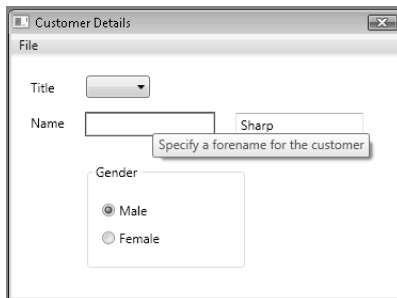 Customer Details
File
Title
Name
Sharp
Specify a forename for the customer
Gender
Male
Female